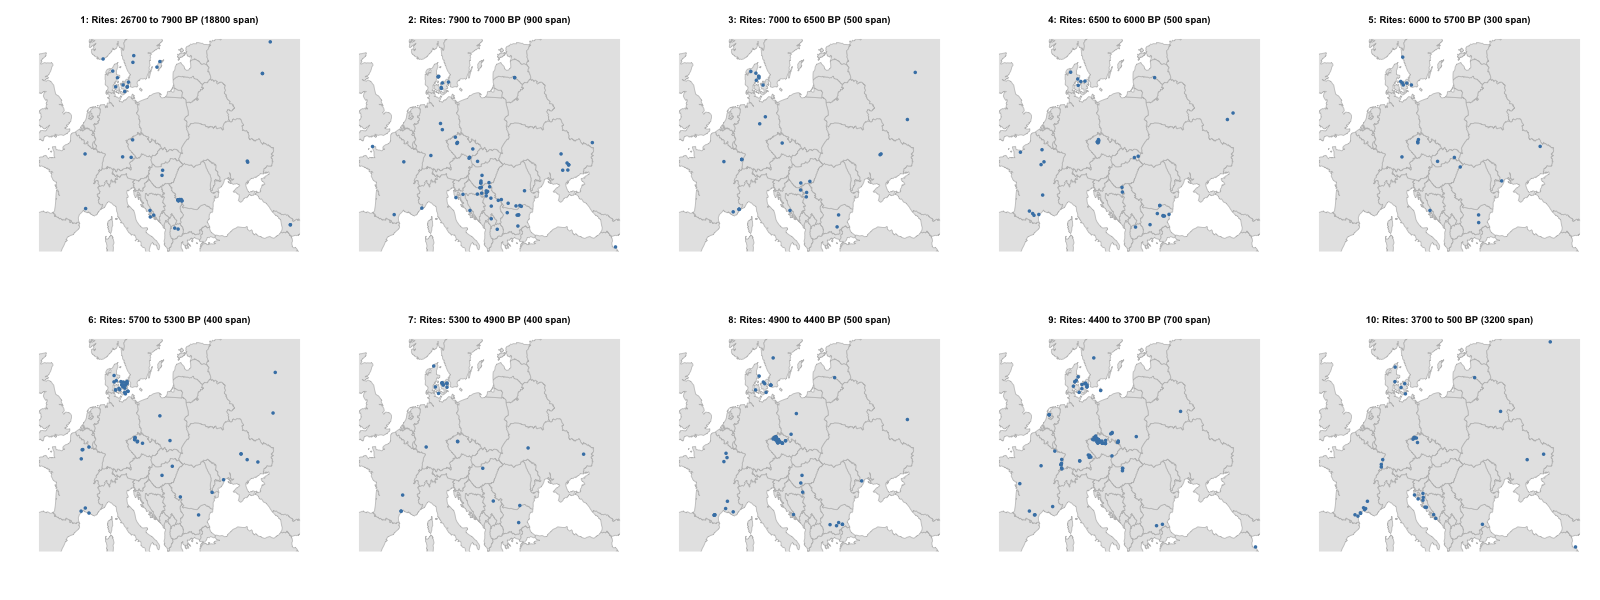 1: Rites: 26700 to 7900 BP (18800 span)
2: Rites: 7900 to 7000 BP (900 span)
3: Rites: 7000 to 6500 BP (500 span)
4: Rites: 6500 to 6000 BP (500 span)
5: Rites: 6000 to 5700 BP (300 span)
6: Rites: 5700 to 5300 BP (400 span)
7: Rites: 5300 to 4900 BP (400 span)
8: Rites: 4900 to 4400 BP (500 span)
9: Rites: 4400 to 3700 BP (700 span)
10: Rites: 3700 to 500 BP (3200 span)